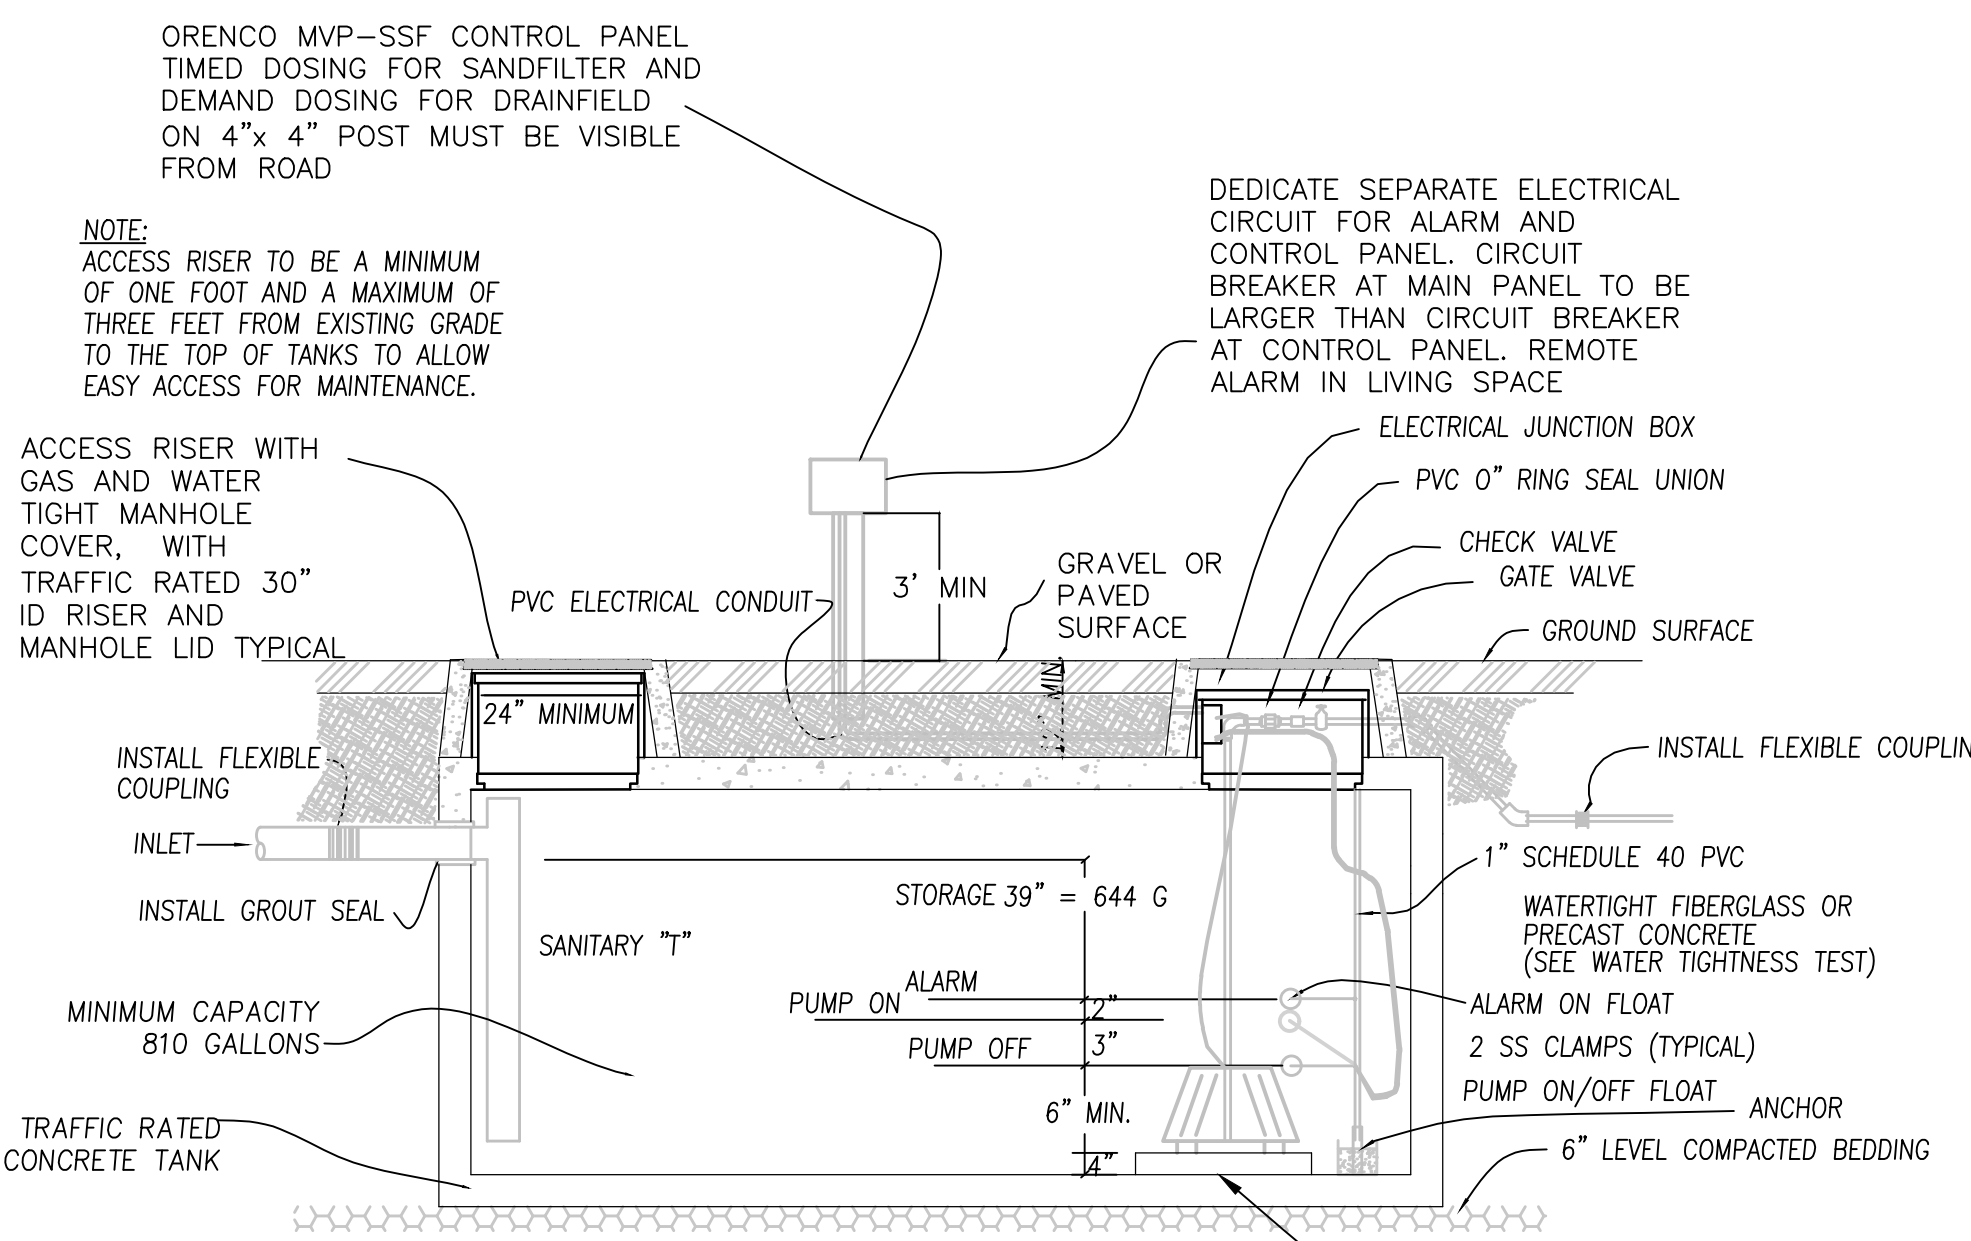 ORENCO MVP-SSF CONTROL PANEL
TIMED DOSING FOR SANDFILTER AND
DEMAND DOSING FOR DRAINFIELD
ON 4"x 4" POST MUST BE VISIBLE
FROM ROAD
NOTE:
ACCESS RISER TO BE A MINIMUM
OF ONE FOOT AND A MAXIMUM OF
THREE FEET FROM EXISTING GRADE
TO THE TOP OF TANKS TO ALLOW
EASY ACCESS FOR MAINTENANCE.
DEDICATE SEPARATE ELECTRICAL
CIRCUIT FOR ALARM AND
CONTROL PANEL. CIRCUIT
BREAKER AT MAIN PANEL TO BE
LARGER THAN CIRCUIT BREAKER
AT CONTROL PANEL. REMOTE
ALARM IN LIVING SPACE
ACCESS RISER WITH
GAS AND WATER
TIGHT MANHOLE
COVER, WITH
TRAFFIC RATED 30"
ID RISER AND
MANHOLE LID TYPICAL
ELECTRICAL JUNCTION BOX
PVC O" RING SEAL UNION
CHECK VALVE
GATE VALVE
GROUND SURFACE
PVC ELECTRICAL CONDUIT
3' MIN
GRAVEL OR
PAVED
SURFACE
MIN.
24" MINIMUM
INSTALL FLEXIBLE
COUPLING
INLET
INSTALL GROUT SEAL
INSTALL FLEXIBLE COUPLIN
1" SCHEDULE 40 PVC
WATERTIGHT FIBERGLASS OR
PRECAST CONCRETE
(SEE WATER TIGHTNESS TEST)
STORAGE 39" = 644 G
SANITARY "T"
ALARM
PUMP ON
2"
PUMP OFF
3"
6" MIN.
4"
ALARM ON FLOAT
2 SS CLAMPS (TYPICAL)
PUMP ON/OFF FLOAT
ANCHOR
6" LEVEL COMPACTED BEDDING
MINIMUM CAPACITY
810 GALLONS
TRAFFIC RATED
CONCRETE TANK